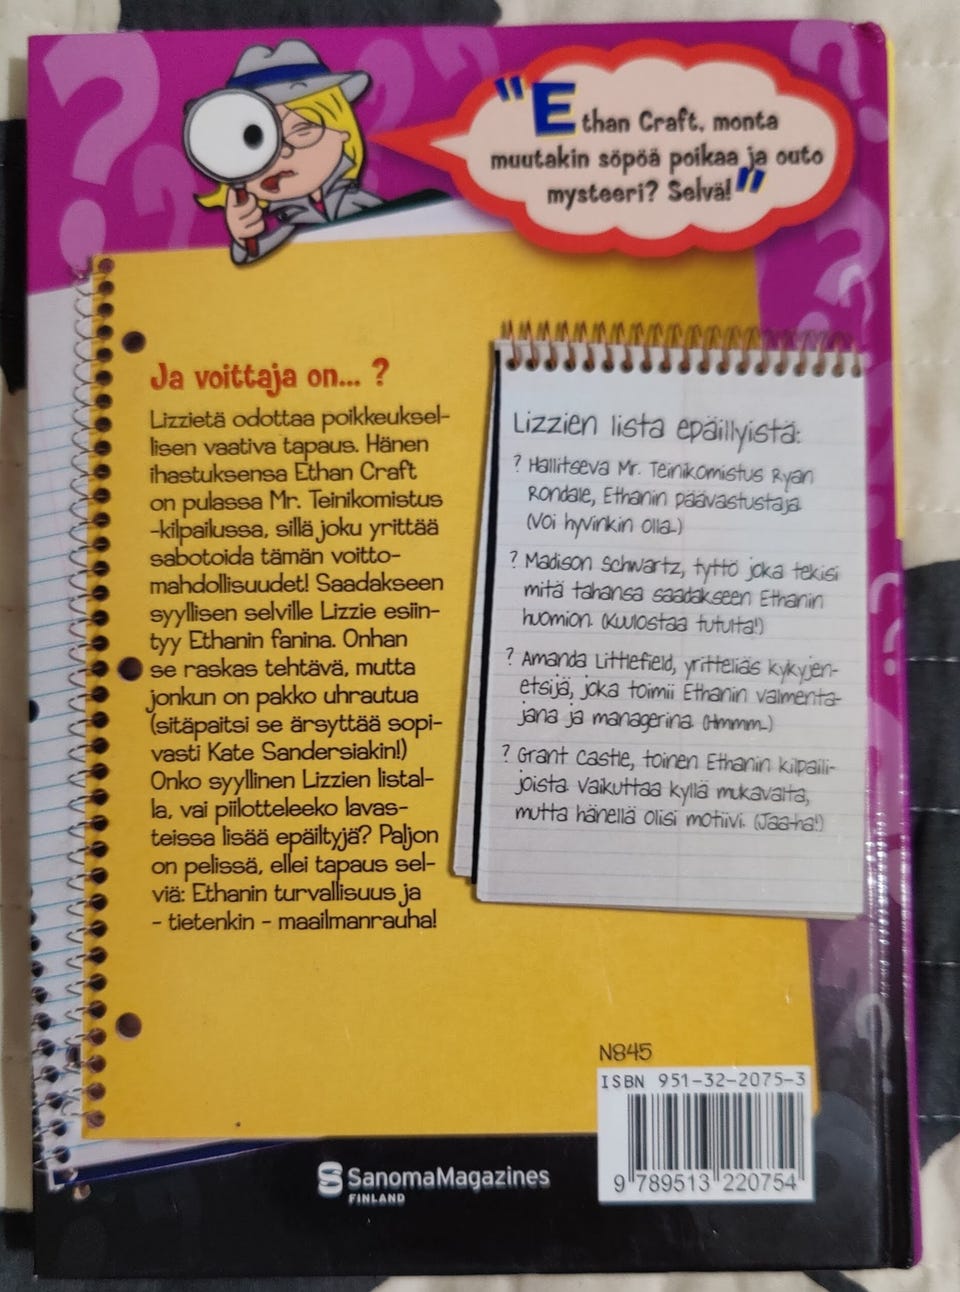 "Ethan Craft, monta
muutakin söpöä poikaa ja outo
mysteeri? Selvä!"
Ja voittaja on... ?
Lizzietä odottaa poikkeuksel-
lisen vaativa tapaus. Hänen
ihastuksensa Ethan Craft
on pulassa Mr. Teinikomistus
-kilpailussa, sillä joku yrittää
sabotoida tämän voitto-
mahdollisuudet! Saadakseen
syyllisen selville Lizzie esiin-
tyy Ethanin fanina. Onhan
se raskas tehtävä, mutta
jonkun on pakko uhrautua
(sitäpaitsi se ärsyttää sopi-
vasti Kate Sandersiakin!)
Onko syyllinen Lizzien listal-
la, vai piilotteleeko lavas-
teissa lisää epäiltyjä? Paljon
on pelissä, ellei tapaus sel-
viä: Ethanin turvallisuus ja
- tietenkin - maailmanrauha!
Lizzien lista epäillyistä:
? Hallitseva Mr. Teinikomistus Ryan
Rondale, Ethanin päävastustaja.
(Voi hyvinkin olla...)
? Madison Schwartz, tyttö joka tekisi
mitä tahansa saadakseen Ethanin
huomion. (Kuulostaa tutulta!)
? Amanda Littlefield, yritteliäs kykyjen-
etsijä, joka toimii Ethanin valmenta-
jana ja managerina. (Hmmm...)
? Grant Castle, toinen Ethanin kilpaili-
joista. Vaikuttaa kyllä mukavalta,
mutta hänellä olisi motiivi. (Jaa-ha!)
N845
ISBN 951-32-2075-3
9 789513 220754
SanomaMagazines
FINLAND